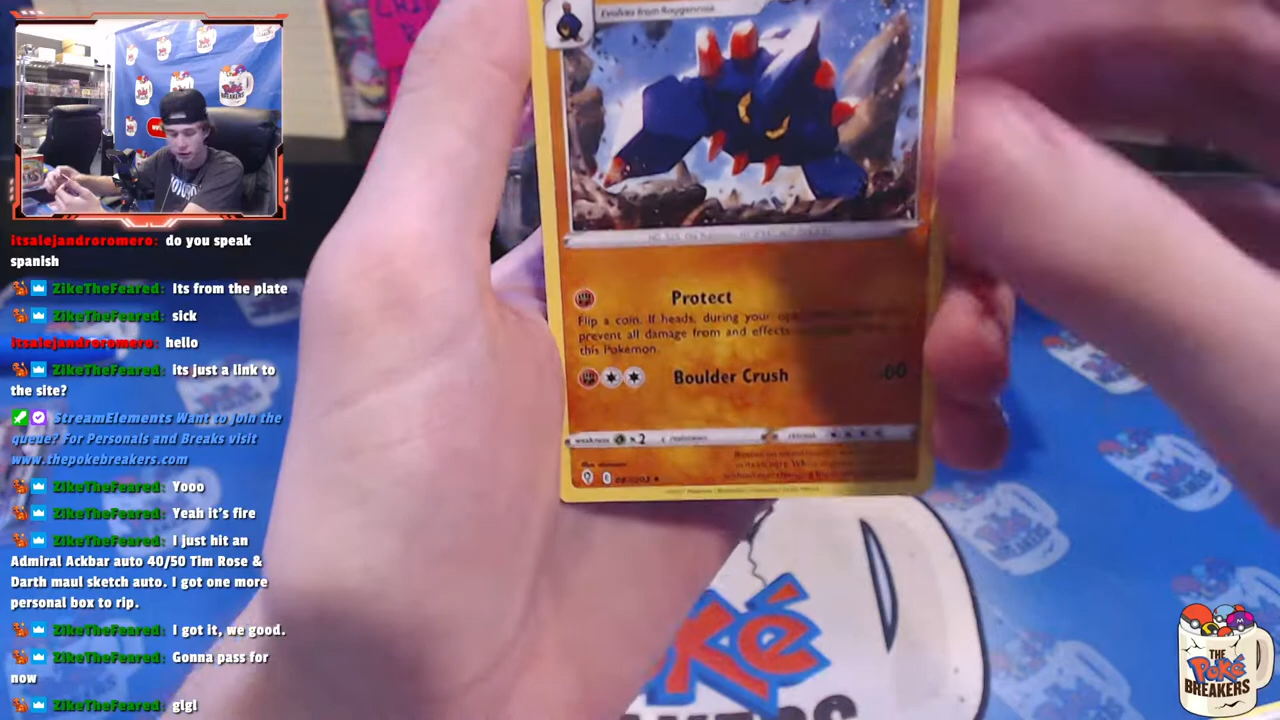 itsalejandroromero: do you speak
spanish
ZikeTheFeared: Its from the plate
ZikeTheFeared: sick
itsalejandroromero: hello
ZikeTheFeared: Its just a link to
the site?
StreamElements Want to join the
queue? For Personals and Breaks visit
www.thepokebreakers.com
ZikeTheFeared: Yooo
ZikeTheFeared: Yeah it's fire
ZikeTheFeared: I just hit an
Admiral Ackbar auto 40/50 Tim Rose &
Darth maul sketch auto. I got one more
personal box to rip.
ZikeTheFeared: I got it, we good.
ZikeTheFeared: Gonna pass for
now
ZikeTheFeared: glgl
Evolves from Roggenrola
Protect
Flip a coin. If heads, during your
prevent all damage from and effects
this Pokémon.
Boulder Crush 60
weakness ×2
Poké
THE
Poké
BREAKERS